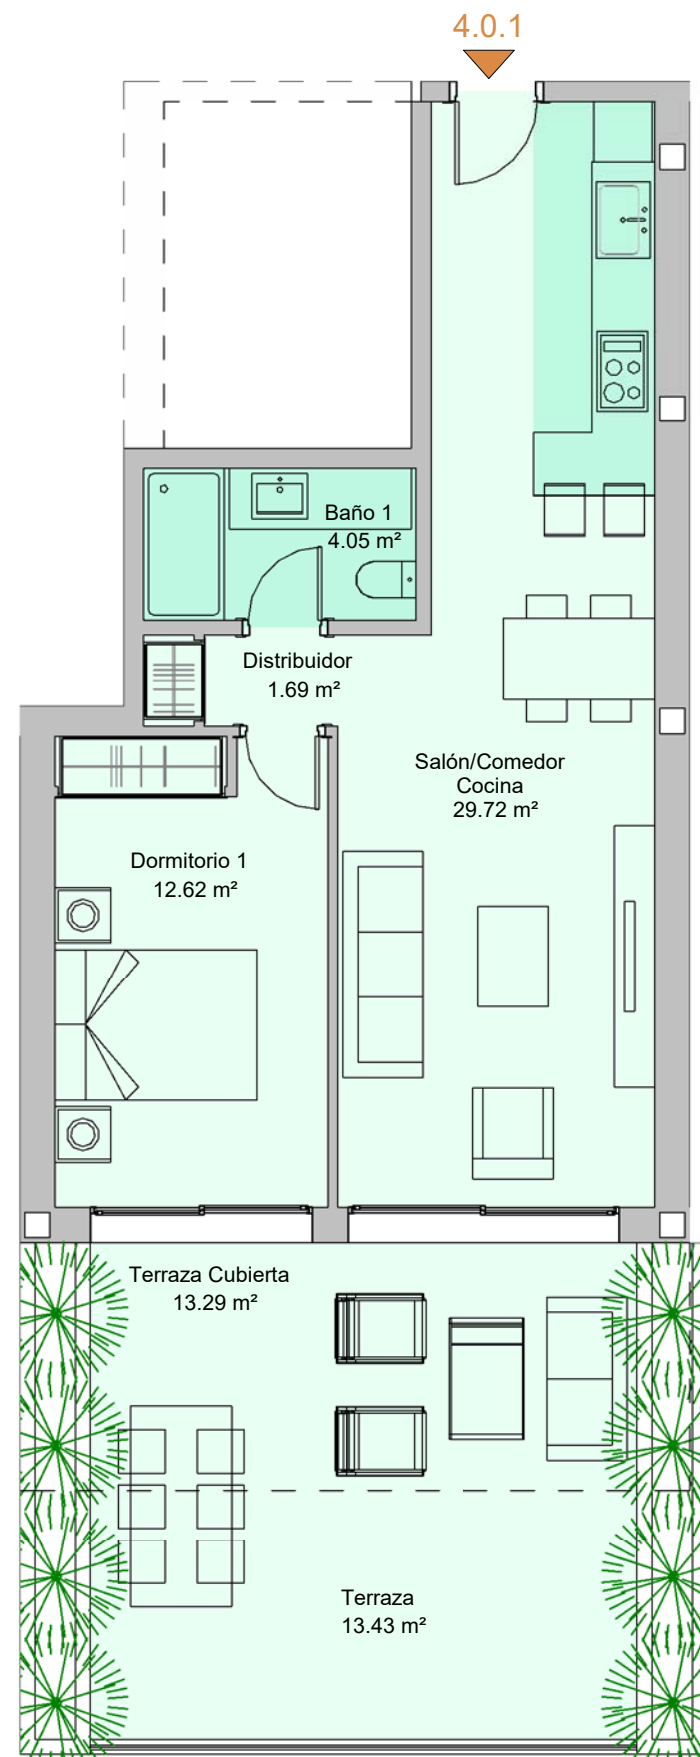 4.0.1
Baño 1
4.05 m²
Distribuidor
1.69 m²
Salón/Comedor
Cocina
29.72 m²
Dormitorio 1
12.62 m²
Terraza Cubierta
13.29 m²
Terraza
13.43 m²